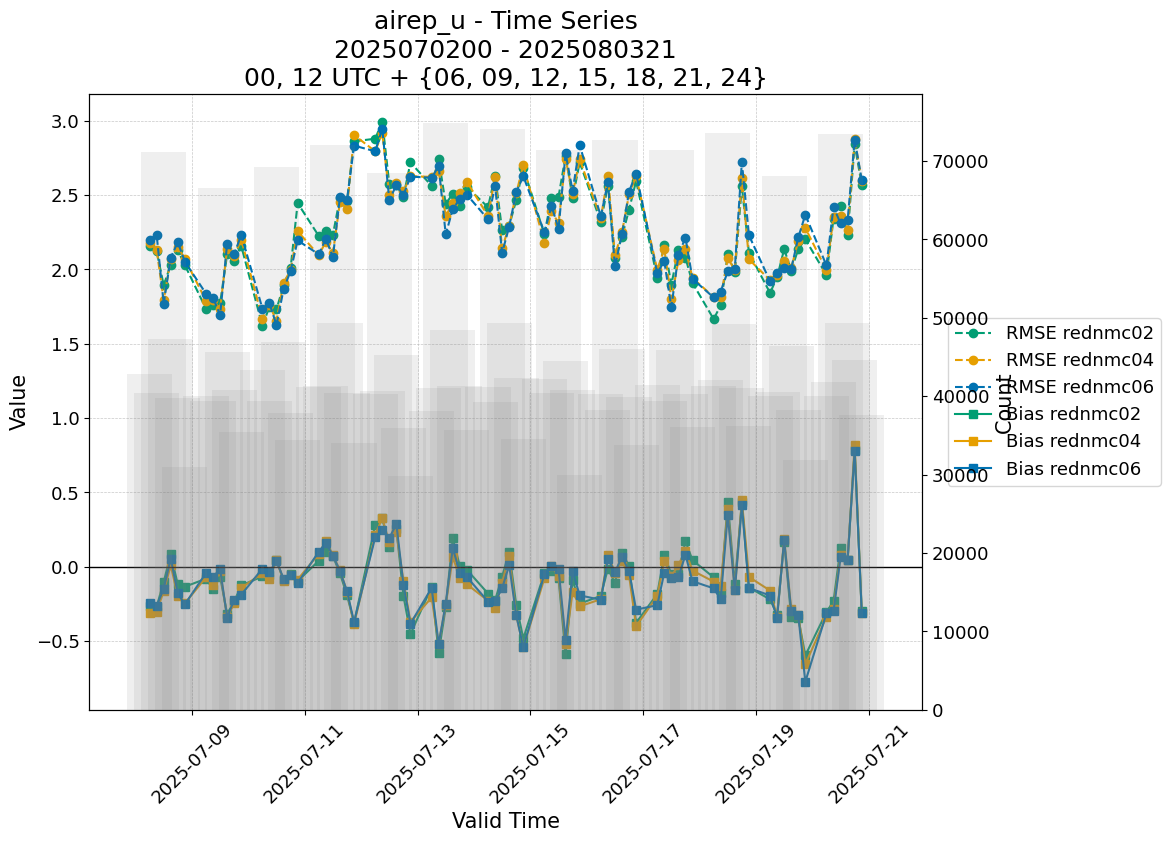 airep_u - Time Series
2025070200 - 2025080321
00, 12 UTC + {06, 09, 12, 15, 18, 21, 24}
Value
3.0
2.5
2.0
1.5
1.0
0.5
0.0
−0.5
70000
60000
50000
40000
30000
20000
10000
0
Count
RMSE rednmc02
RMSE rednmc04
RMSE rednmc06
Bias rednmc02
Bias rednmc04
Bias rednmc06
2025-07-09
2025-07-11
2025-07-13
2025-07-15
2025-07-17
2025-07-19
2025-07-21
Valid Time